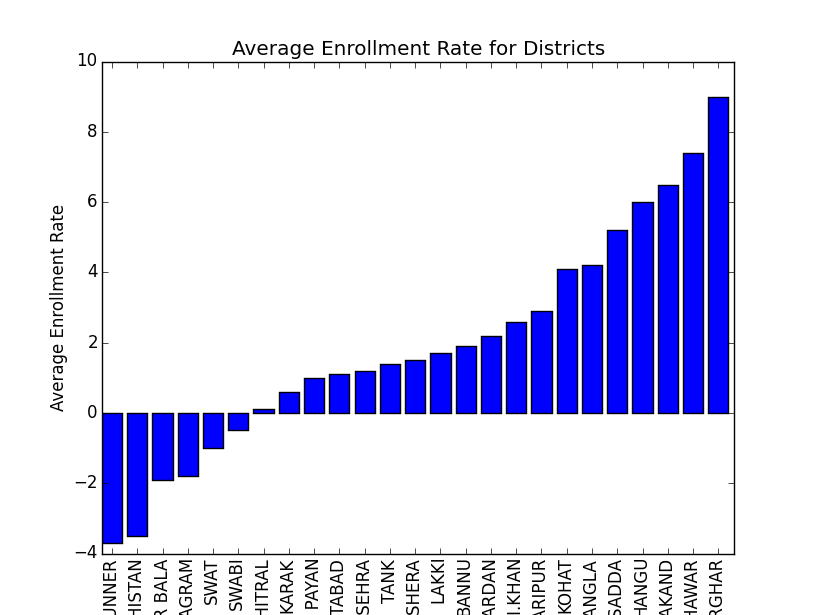 Average Enrollment Rate for Districts
Average Enrollment Rate
10
8
6
4
2
0
−2
−4
UNNER
HISTAN
R BALA
AGRAM
SWAT
SWABI
HITRAL
KARAK
PAYAN
TABAD
SEHRA
TANK
SHERA
LAKKI
BANNU
ARDAN
I.KHAN
ARIPUR
KOHAT
ANGLA
SADDA
HANGU
AKAND
HAWAR
RGHAR